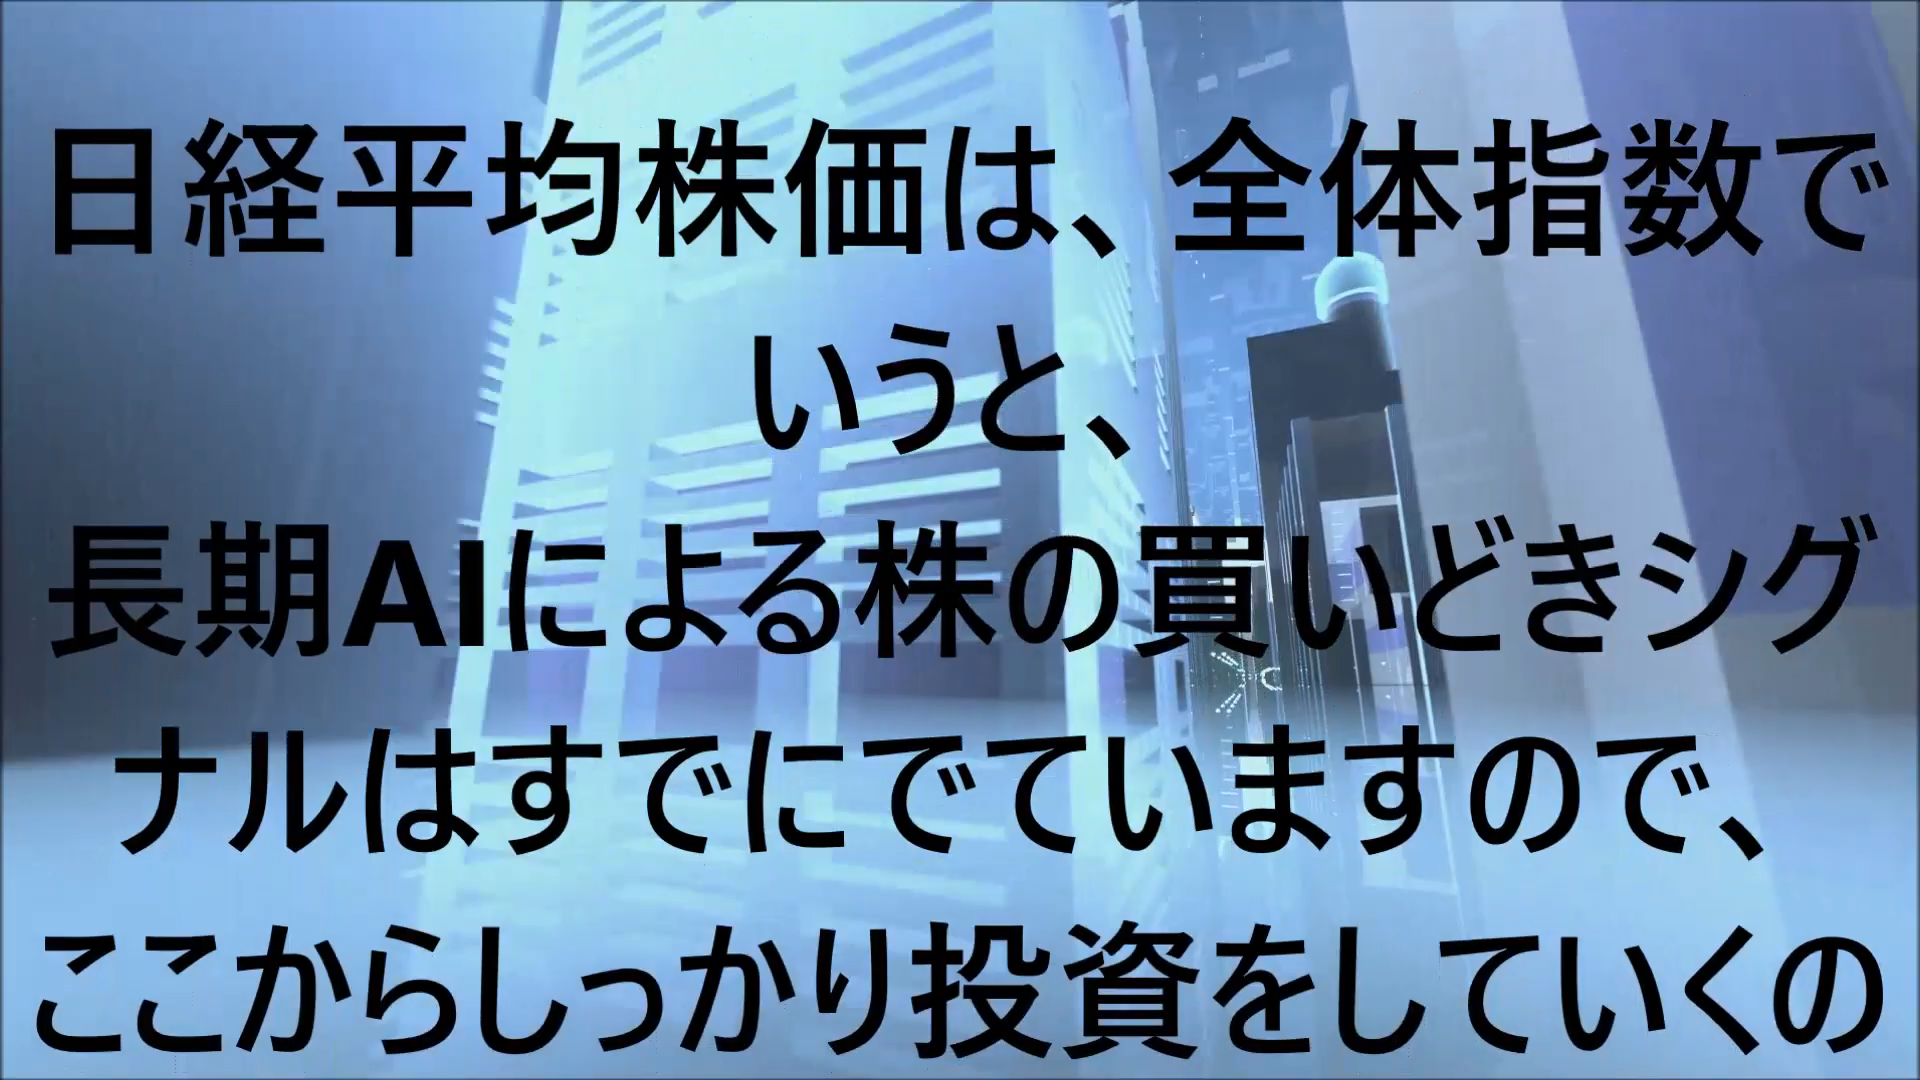 日経平均株価は、全体指数で
いうと、
長期AIによる株の買いどきシグ
ナルはすでにでていますので、
ここからしっかり投資をしていくの